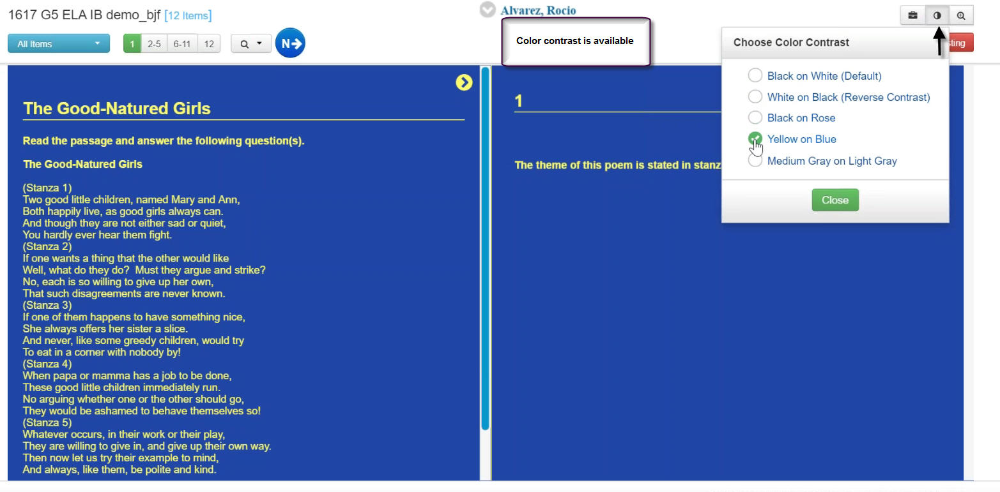 1617 G5 ELA IB demo_bjf [12 Items]
Alvarez, Rocio
All Items
1 2-5 6-11 12
N
Color contrast is available
ting
Choose Color Contrast
Black on White (Default)
White on Black (Reverse Contrast)
Black on Rose
Yellow on Blue
Medium Gray on Light Gray
Close
The Good-Natured Girls
Read the passage and answer the following question(s).
The Good-Natured Girls
(Stanza 1)
Two good little children, named Mary and Ann,
Both happily live, as good girls always can.
And though they are not either sad or quiet,
You hardly ever hear them fight.
(Stanza 2)
If one wants a thing that the other would like
Well, what do they do?  Must they argue and strike?
No, each is so willing to give up her own,
That such disagreements are never known.
(Stanza 3)
If one of them happens to have something nice,
She always offers her sister a slice.
And never, like some greedy children, would try
To eat in a corner with nobody by!
(Stanza 4)
When papa or mamma has a job to be done,
These good little children immediately run.
No arguing whether one or the other should go,
They would be ashamed to behave themselves so!
(Stanza 5)
Whatever occurs, in their work or their play,
They are willing to give in, and give up their own way.
Then now let us try their example to mind,
And always, like them, be polite and kind.
1
The theme of this poem is stated in stanz